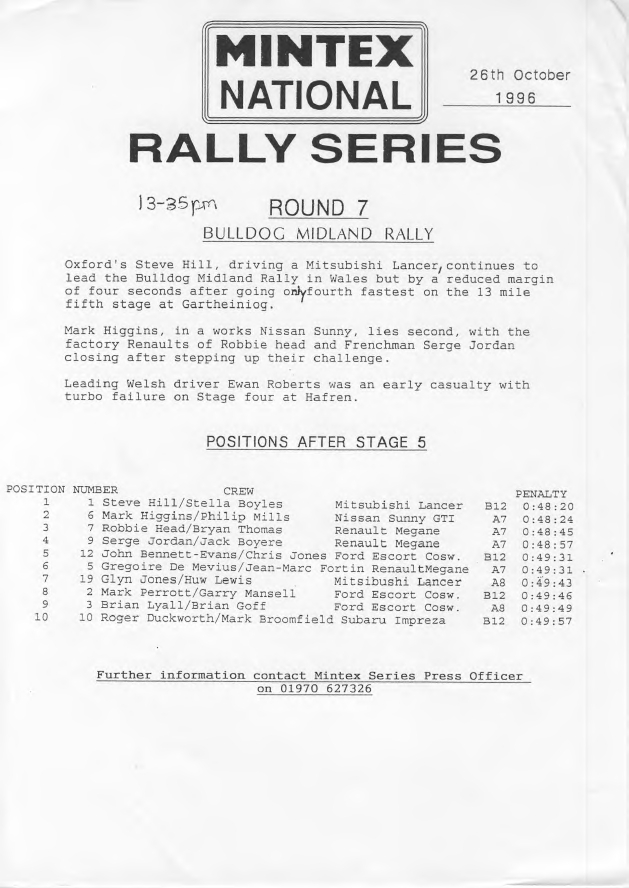 MINTEX
NATIONAL
26th October
1996
RALLY SERIES
13-35pm ROUND 7
BULLDOG MIDLAND RALLY
Oxford's Steve Hill, driving a Mitsubishi Lancer, continues to
lead the Bulldog Midland Rally in Wales but by a reduced margin
of four seconds after going only fourth fastest on the 13 mile
fifth stage at Gartheiniog.
Mark Higgins, in a works Nissan Sunny, lies second, with the
factory Renaults of Robbie head and Frenchman Serge Jordan
closing after stepping up their challenge.
Leading Welsh driver Ewan Roberts was an early casualty with
turbo failure on Stage four at Hafren.
POSITIONS AFTER STAGE 5
POSITION NUMBER CREW PENALTY
1 1 Steve Hill/Stella Boyles Mitsubishi Lancer B12 0:48:20
2 6 Mark Higgins/Philip Mills Nissan Sunny GTI A7 0:48:24
3 7 Robbie Head/Bryan Thomas Renault Megane A7 0:48:45
4 9 Serge Jordan/Jack Boyere Renault Megane A7 0:48:57
5 12 John Bennett-Evans/Chris Jones Ford Escort Cosw. B12 0:49:31
6 5 Gregoire De Mevius/Jean-Marc Fortin RenaultMegane A7 0:49:31
7 19 Glyn Jones/Huw Lewis Mitsibushi Lancer A8 0:49:43
8 2 Mark Perrott/Garry Mansell Ford Escort Cosw. B12 0:49:46
9 3 Brian Lyall/Brian Goff Ford Escort Cosw. A8 0:49:49
10 10 Roger Duckworth/Mark Broomfield Subaru Impreza B12 0:49:57
Further information contact Mintex Series Press Officer
on 01970 627326